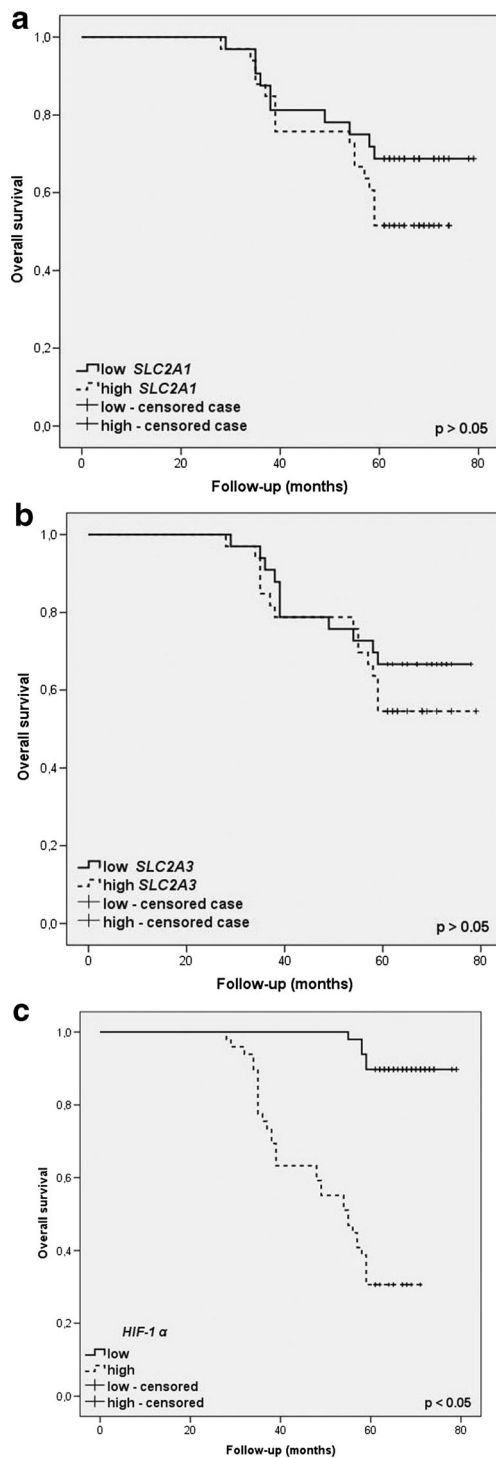 a
1,0
0,8
0,6
0,4
0,2
0,0
Overall survival
low SLC2A1
high SLC2A1
low - censored case
high - censored case
p > 0.05
0 20 40 60 80
Follow-up (months)
b
1,0
0,8
0,6
0,4
0,2
0,0
Overall survival
low SLC2A3
high SLC2A3
low - censored case
high - censored case
p > 0.05
0 20 40 60 80
Follow-up (months)
c
1,0
0,8
0,6
0,4
0,2
0,0
Overall survival
HIF-1 α
low
high
low - censored
high - censored
p < 0.05
0 20 40 60 80
Follow-up (months)